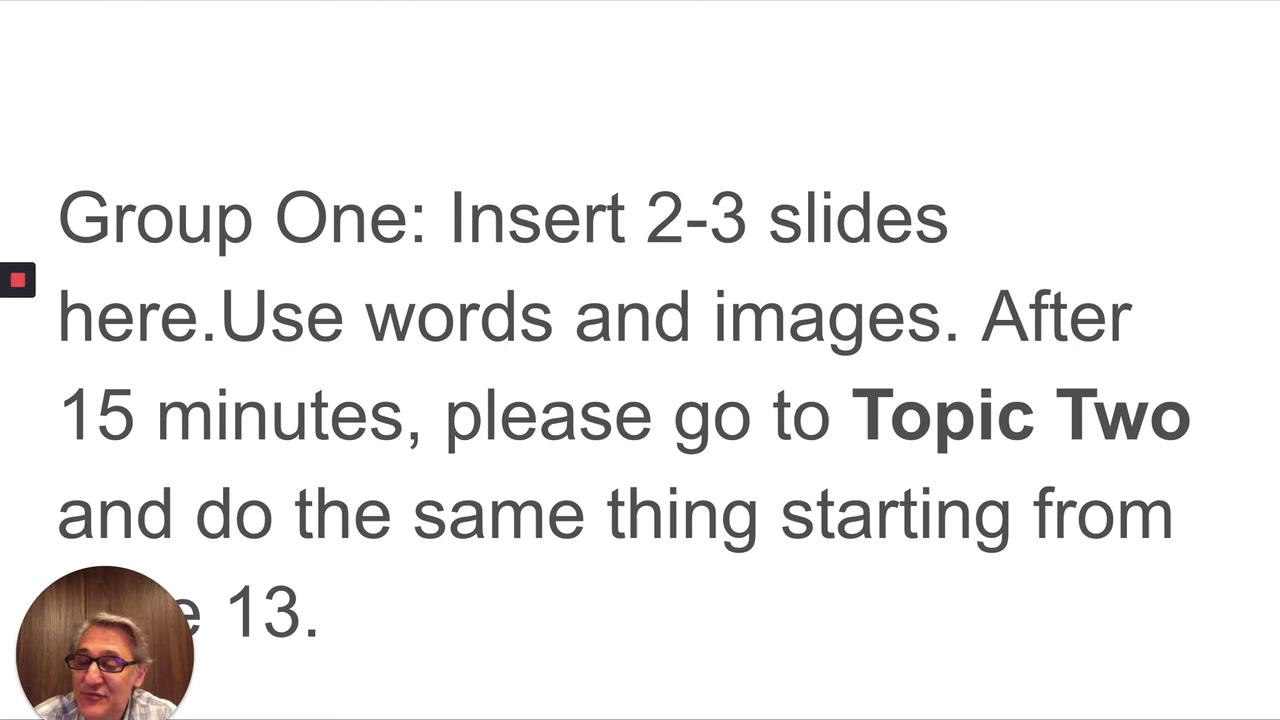 Group One: Insert 2-3 slides
here.Use words and images. After
15 minutes, please go to Topic Two
and do the same thing starting from
13.